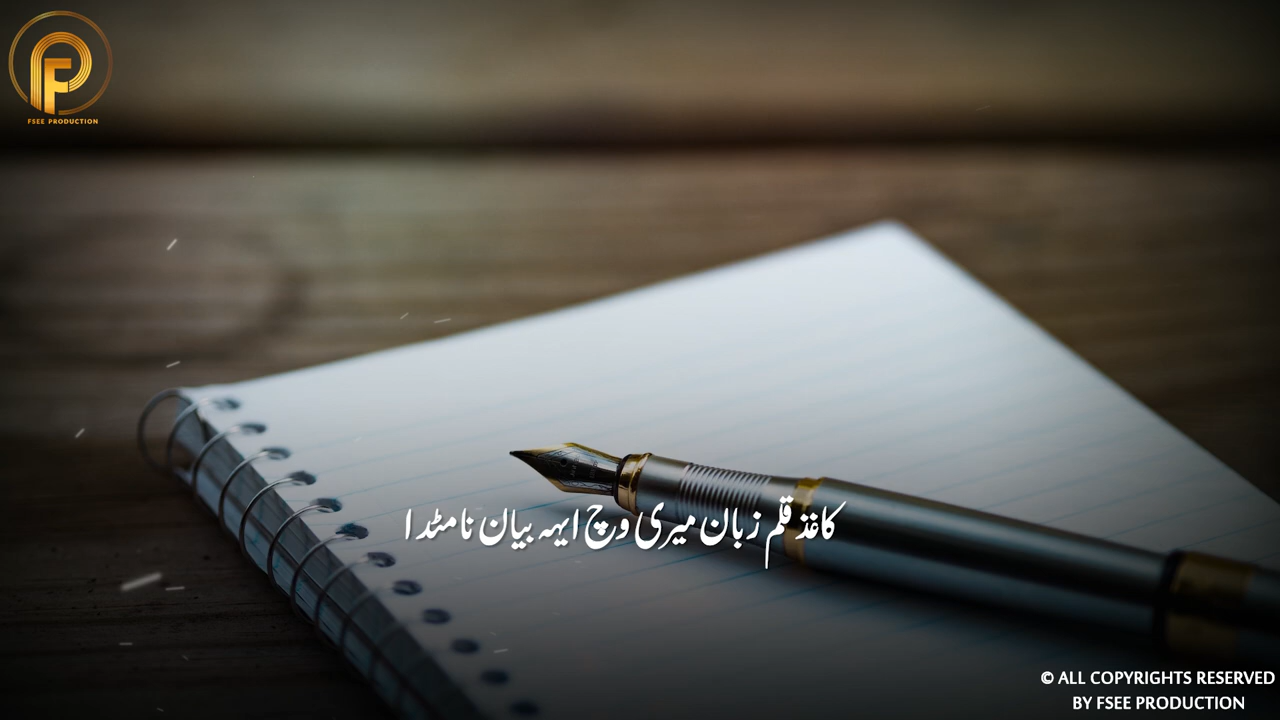 FSEE PRODUCTION
کاغذ قلم زبان میری وچ ایہہ بیان نا مٹدا
© ALL COPYRIGHTS RESERVED
BY FSEE PRODUCTION